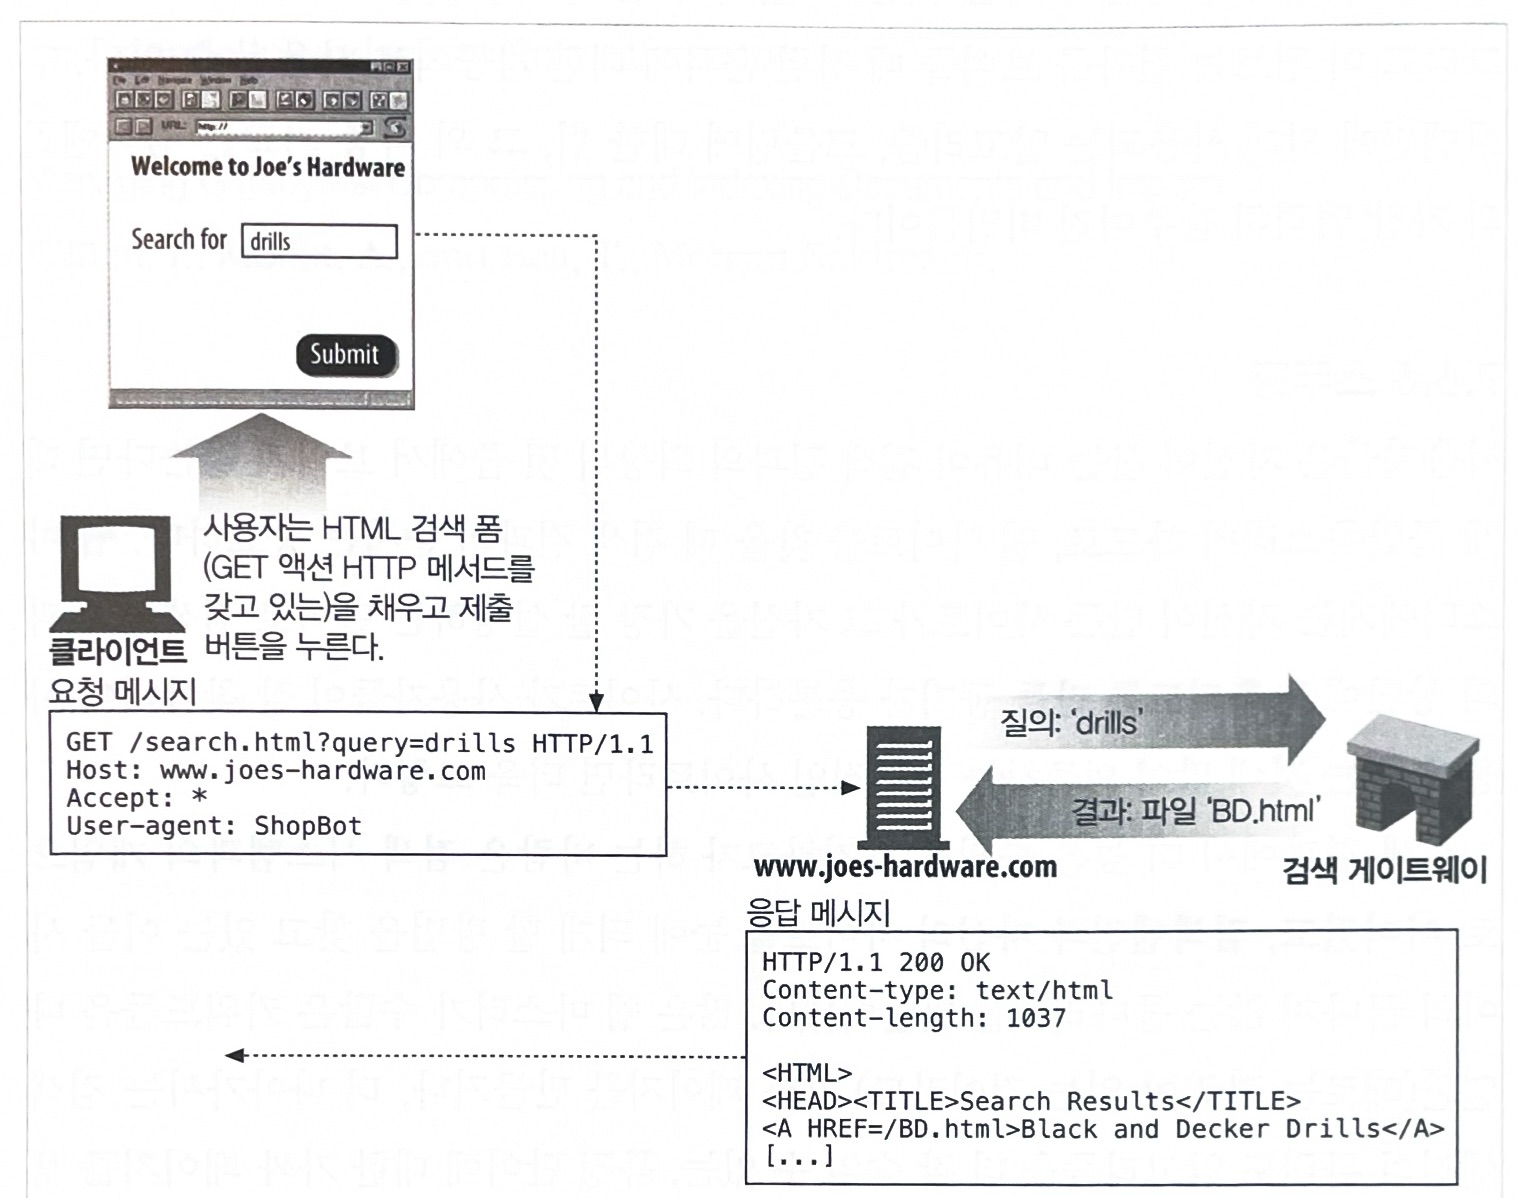 File Edit Navigate Window Help
URL: http://
Welcome to Joe's Hardware
Search for drills
Submit
사용자는 HTML 검색 폼
(GET 액션 HTTP 메서드를
갖고 있는)을 채우고 제출
버튼을 누른다.
클라이언트
요청 메시지
GET /search.html?query=drills HTTP/1.1
Host: www.joes-hardware.com
Accept: *
User-agent: ShopBot
질의: ‘drills’
결과: 파일 ‘BD.html’
www.joes-hardware.com
검색 게이트웨이
응답 메시지
HTTP/1.1 200 OK
Content-type: text/html
Content-length: 1037
<HTML>
<HEAD><TITLE>Search Results</TITLE>
<A HREF=/BD.html>Black and Decker Drills</A>
[...]